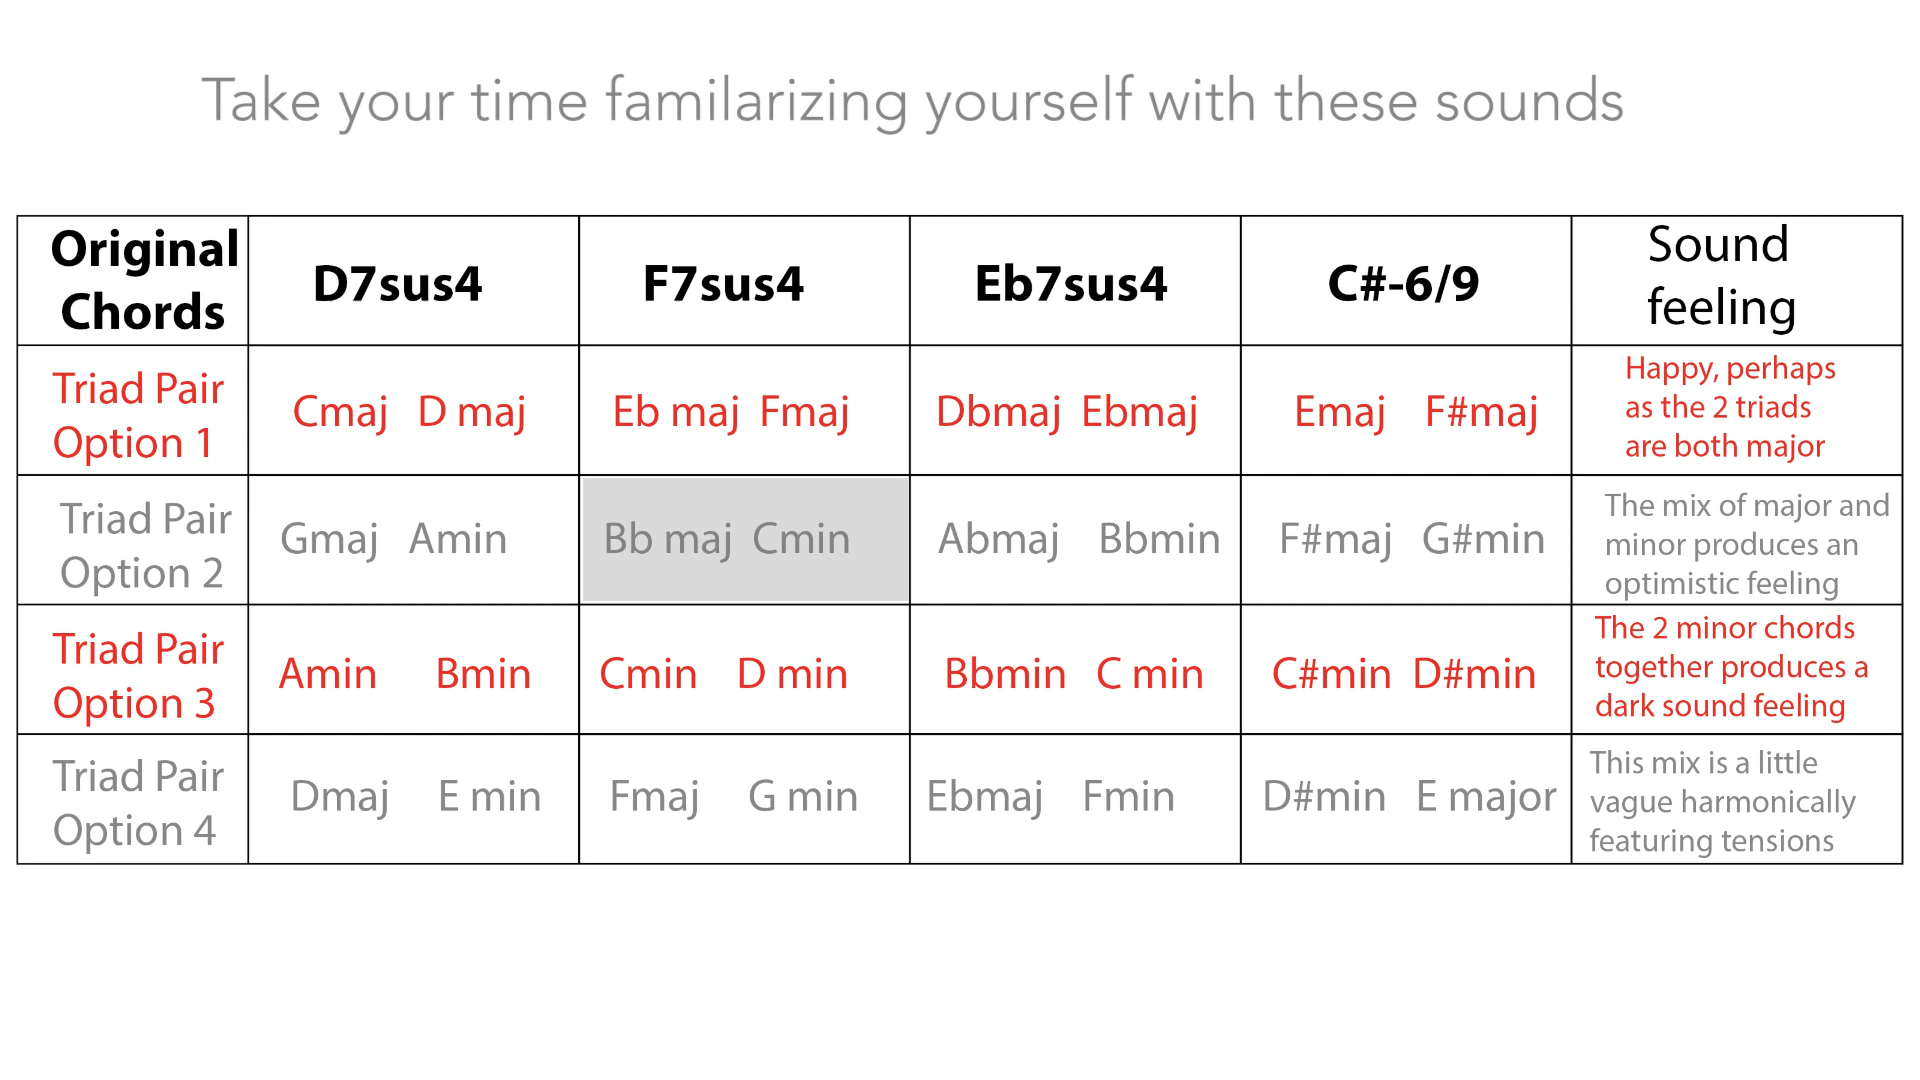 Take your time familarizing yourself with these sounds
Original
Chords
D7sus4
F7sus4
Eb7sus4
C#-6/9
Sound
feeling
Triad Pair
Option 1
Cmaj D maj
Eb maj Fmaj
Dbmaj Ebmaj
Emaj F#maj
Happy, perhaps
as the 2 triads
are both major
Triad Pair
Option 2
Gmaj Amin
Bb maj Cmin
Abmaj Bbmin
F#maj G#min
The mix of major and
minor produces an
optimistic feeling
Triad Pair
Option 3
Amin Bmin
Cmin D min
Bbmin C min
C#min D#min
The 2 minor chords
together produces a
dark sound feeling
Triad Pair
Option 4
Dmaj E min
Fmaj G min
Ebmaj Fmin
D#min E major
This mix is a little
vague harmonically
featuring tensions